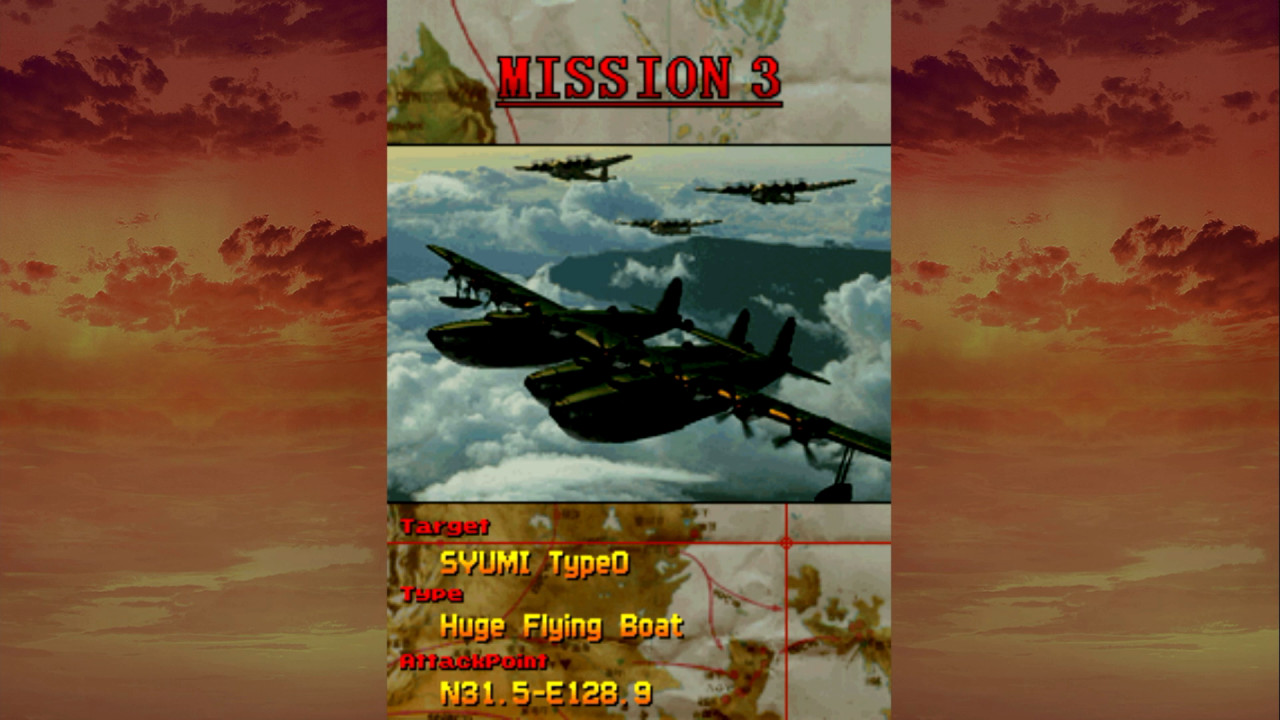 MISSION 3
Target
SYUMI Type0
Type
Huge Flying Boat
AttackPoint
N31.5-E128.9